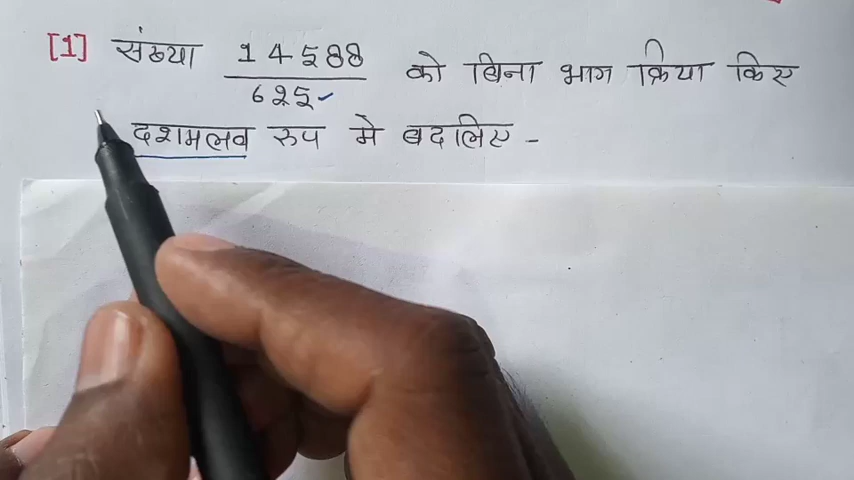 [1] संख्या 14588/625 को बिना भाग क्रिया किए
दशमलव रुप मे बदलिए -